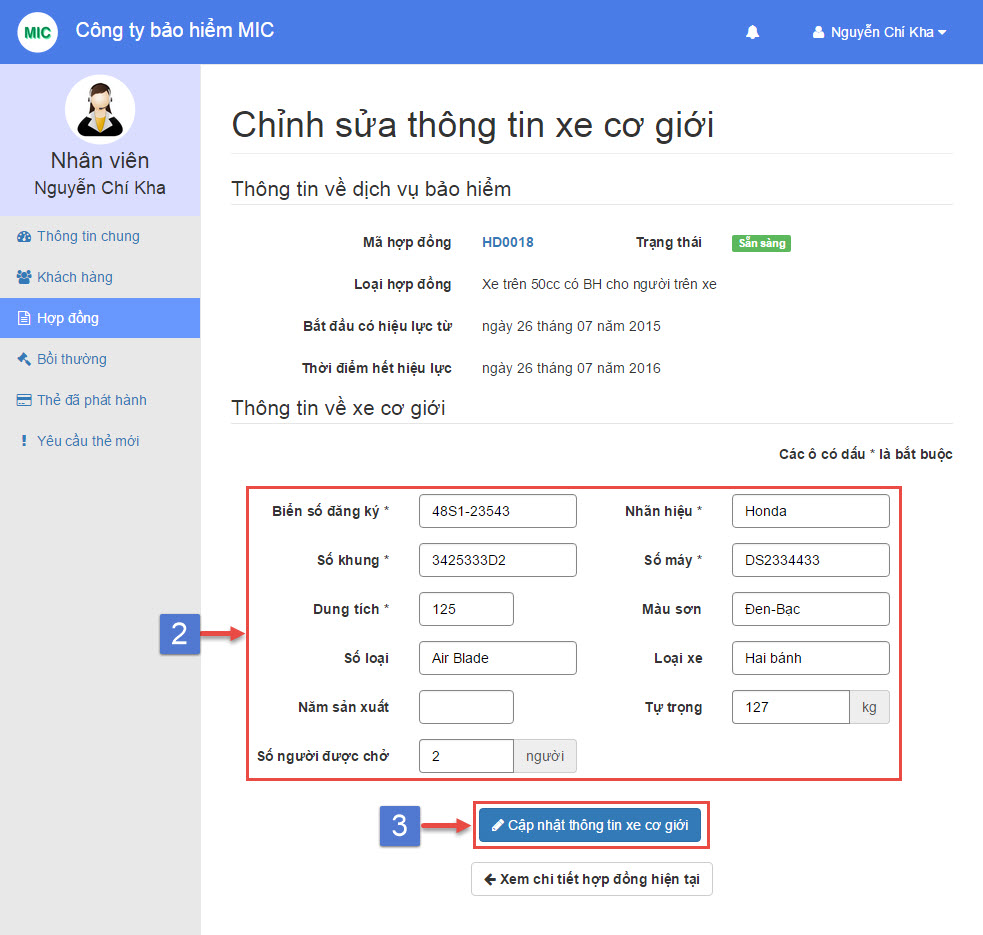 MIC
Công ty bảo hiểm MIC
Nguyễn Chí Kha
Nhân viên
Nguyễn Chí Kha
Thông tin chung
Khách hàng
Hợp đồng
Bồi thường
Thẻ đã phát hành
Yêu cầu thẻ mới
Chỉnh sửa thông tin xe cơ giới
Thông tin về dịch vụ bảo hiểm
Mã hợp đồng HD0018 Trạng thái Sẵn sàng
Loại hợp đồng Xe trên 50cc có BH cho người trên xe
Bắt đầu có hiệu lực từ ngày 26 tháng 07 năm 2015
Thời điểm hết hiệu lực ngày 26 tháng 07 năm 2016
Thông tin về xe cơ giới
Các ô có dấu * là bắt buộc
Biển số đăng ký * 48S1-23543 Nhãn hiệu * Honda
Số khung * 3425333D2 Số máy * DS2334433
Dung tích * 125 Màu sơn Đen-Bạc
2
Số loại Air Blade Loại xe Hai bánh
Năm sản xuất Tự trọng 127 kg
Số người được chở 2 người
3
Cập nhật thông tin xe cơ giới
Xem chi tiết hợp đồng hiện tại